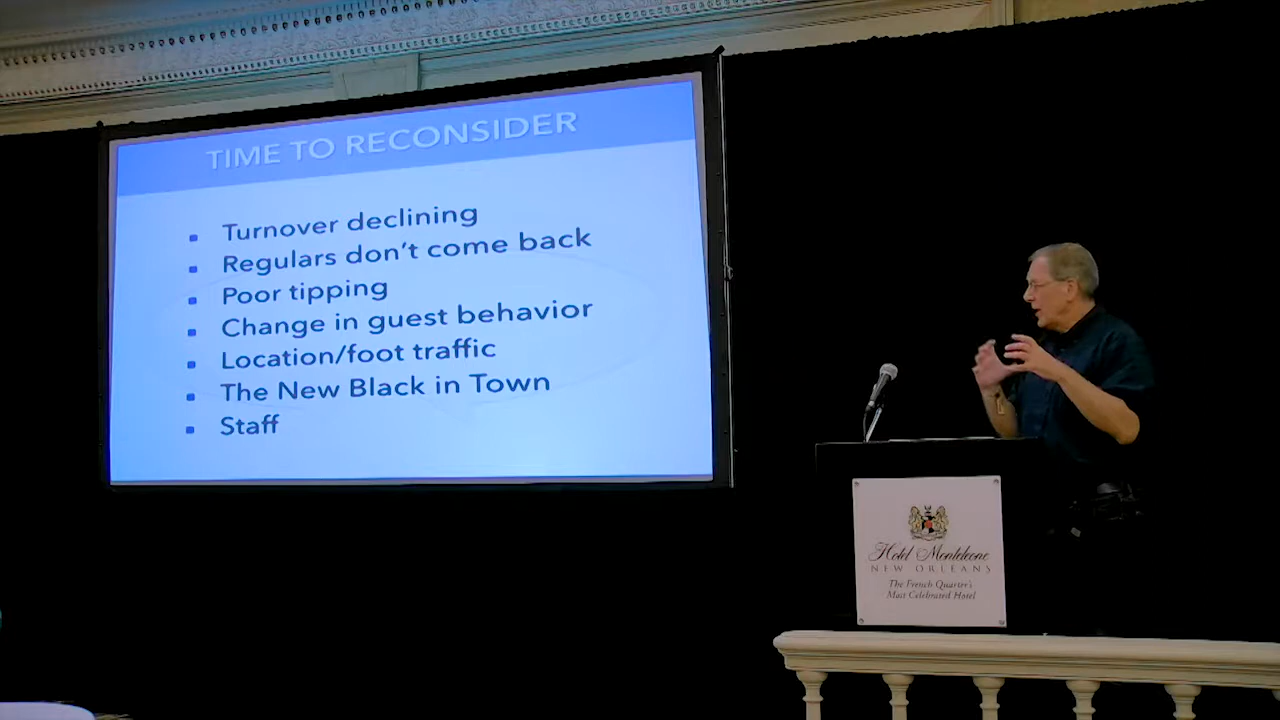 TIME TO RECONSIDER
Turnover declining
Regulars don't come back
Poor tipping
Change in guest behavior
Location/foot traffic
The New Black in Town
Staff
Hotel Monteleone
NEW ORLEANS
The French Quarter's
Most Celebrated Hotel